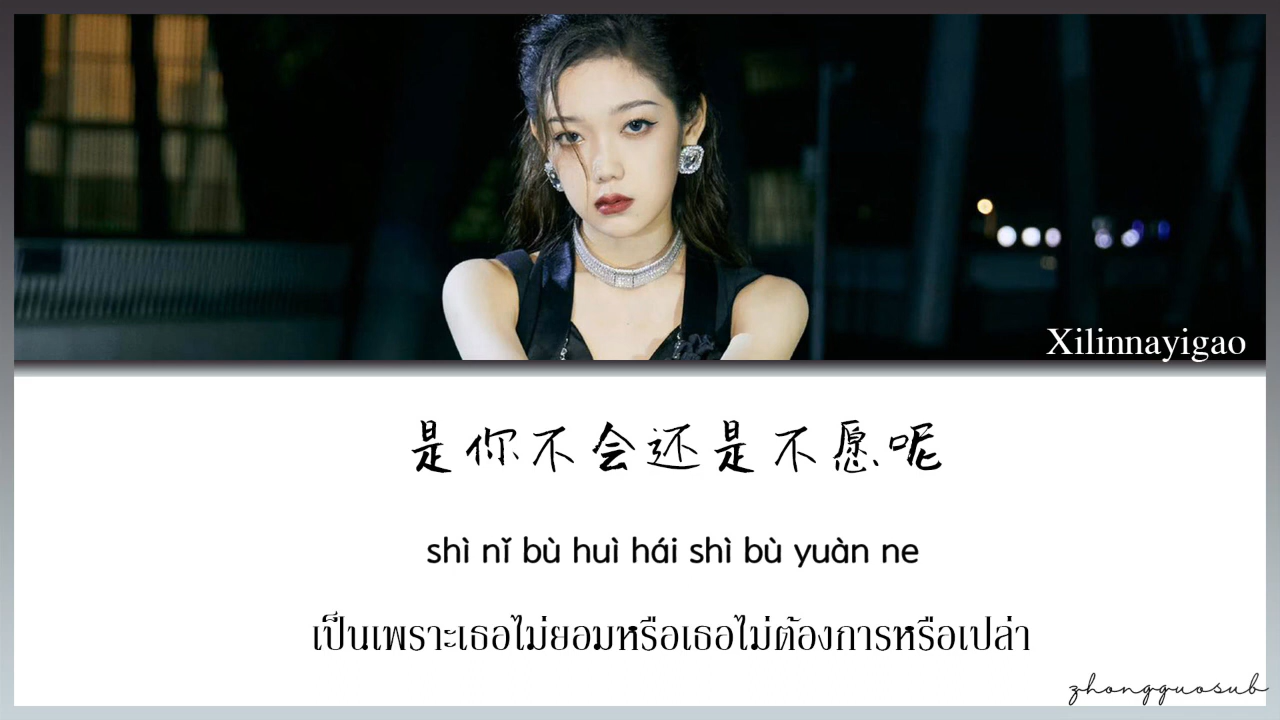 Xilinnayigao
是你不会还是不愿呢
shì nǐ bù huì hái shì bù yuàn ne
เป็นเพราะเธอไม่ยอมหรือเธอไม่ต้องการหรือเปล่า
zhongguosub